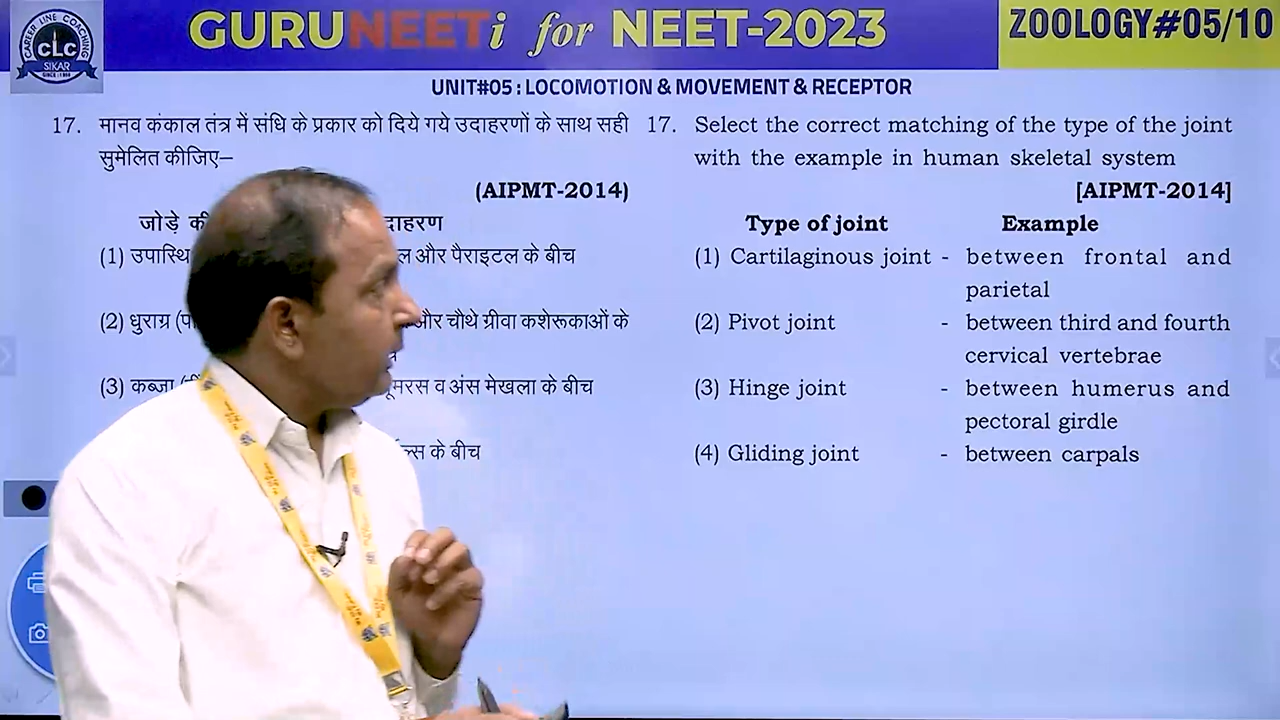 CAREER LINE COACHING
CLC
SIKAR
SINCE : 1996
GURUNEETi for NEET-2023
ZOOLOGY#05/10
UNIT#05 : LOCOMOTION & MOVEMENT & RECEPTOR
17. मानव कंकाल तंत्र में संधि के प्रकार को दिये गये उदाहरणों के साथ सही
सुमेलित कीजिए–
(AIPMT-2014)
जोड़े की
(1) और पैराइटल के बीच
(2) और चौथे ग्रीवा कशेरूकाओं के
(3) कब्जा व अंस मेखला के बीच
के बीच
17. Select the correct matching of the type of the joint
with the example in human skeletal system
[AIPMT-2014]
Type of joint Example
(1) Cartilaginous joint - between frontal and
parietal
(2) Pivot joint - between third and fourth
cervical vertebrae
(3) Hinge joint - between humerus and
pectoral girdle
(4) Gliding joint - between carpals